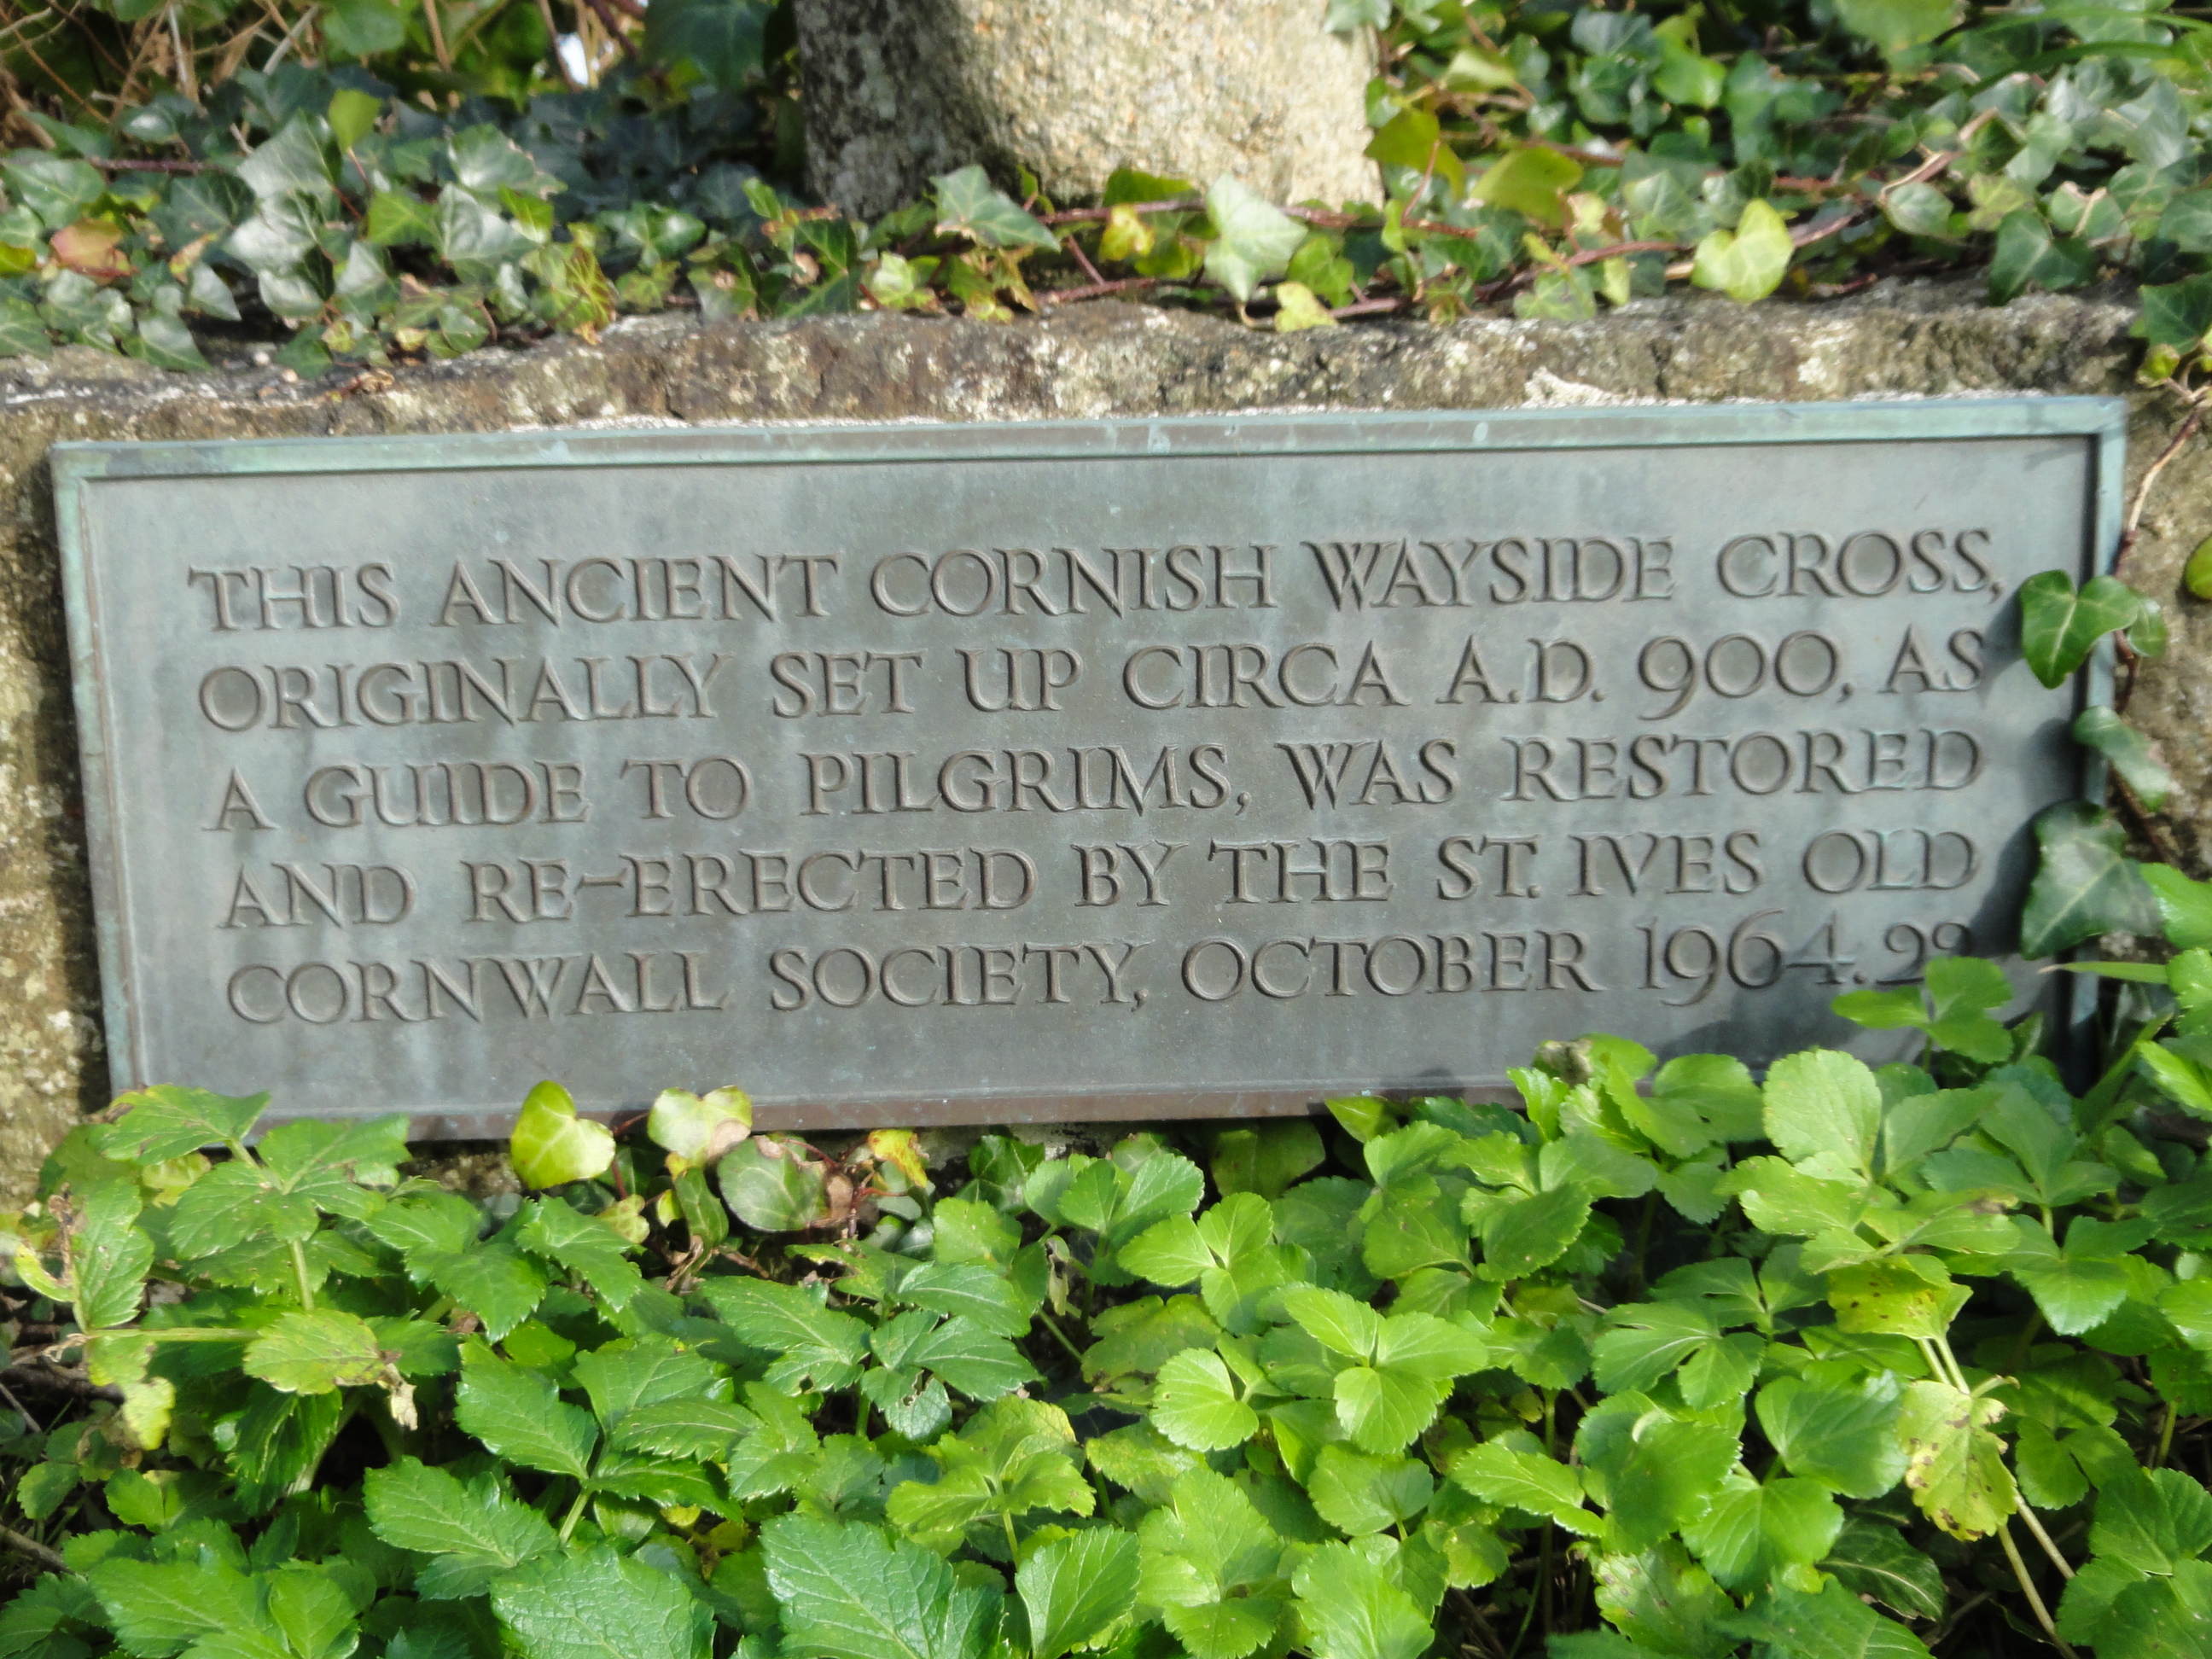 THIS ANCIENT CORNISH WAYSIDE CROSS,
ORIGINALLY SET UP CIRCA A.D. 900, AS
A GUIDE TO PILGRIMS, WAS RESTORED
AND RE-ERECTED BY THE ST. IVES OLD
CORNWALL SOCIETY, OCTOBER 1964.